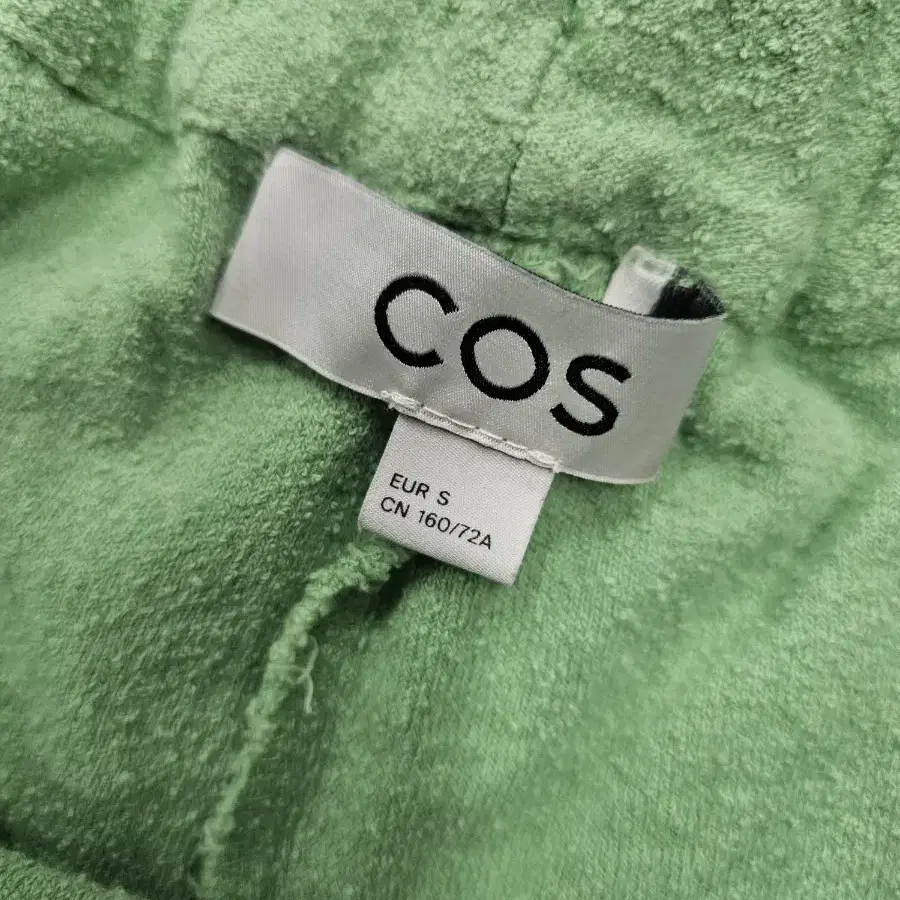 COS
EUR S
CN 160/72A